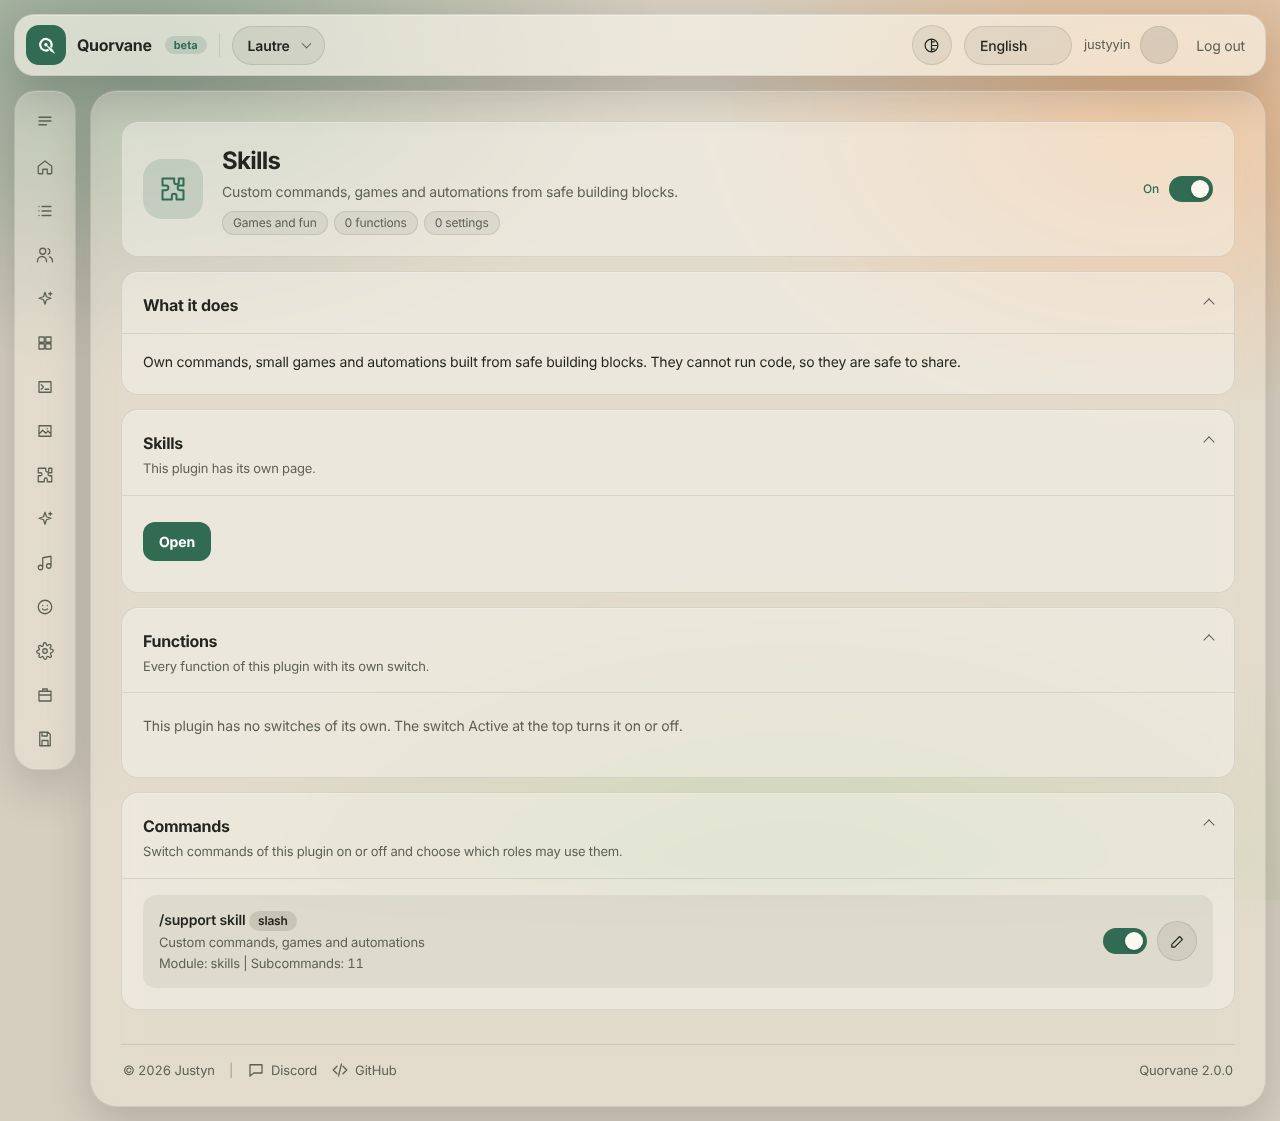 Quorvane beta Lautre English justyyin Log out
Skills
Custom commands, games and automations from safe building blocks.
On
Games and fun 0 functions 0 settings
What it does
Own commands, small games and automations built from safe building blocks. They cannot run code, so they are safe to share.
Skills
This plugin has its own page.
Open
Functions
Every function of this plugin with its own switch.
This plugin has no switches of its own. The switch Active at the top turns it on or off.
Commands
Switch commands of this plugin on or off and choose which roles may use them.
/support skill slash
Custom commands, games and automations
Module: skills | Subcommands: 11
© 2026 Justyn | Discord GitHub Quorvane 2.0.0